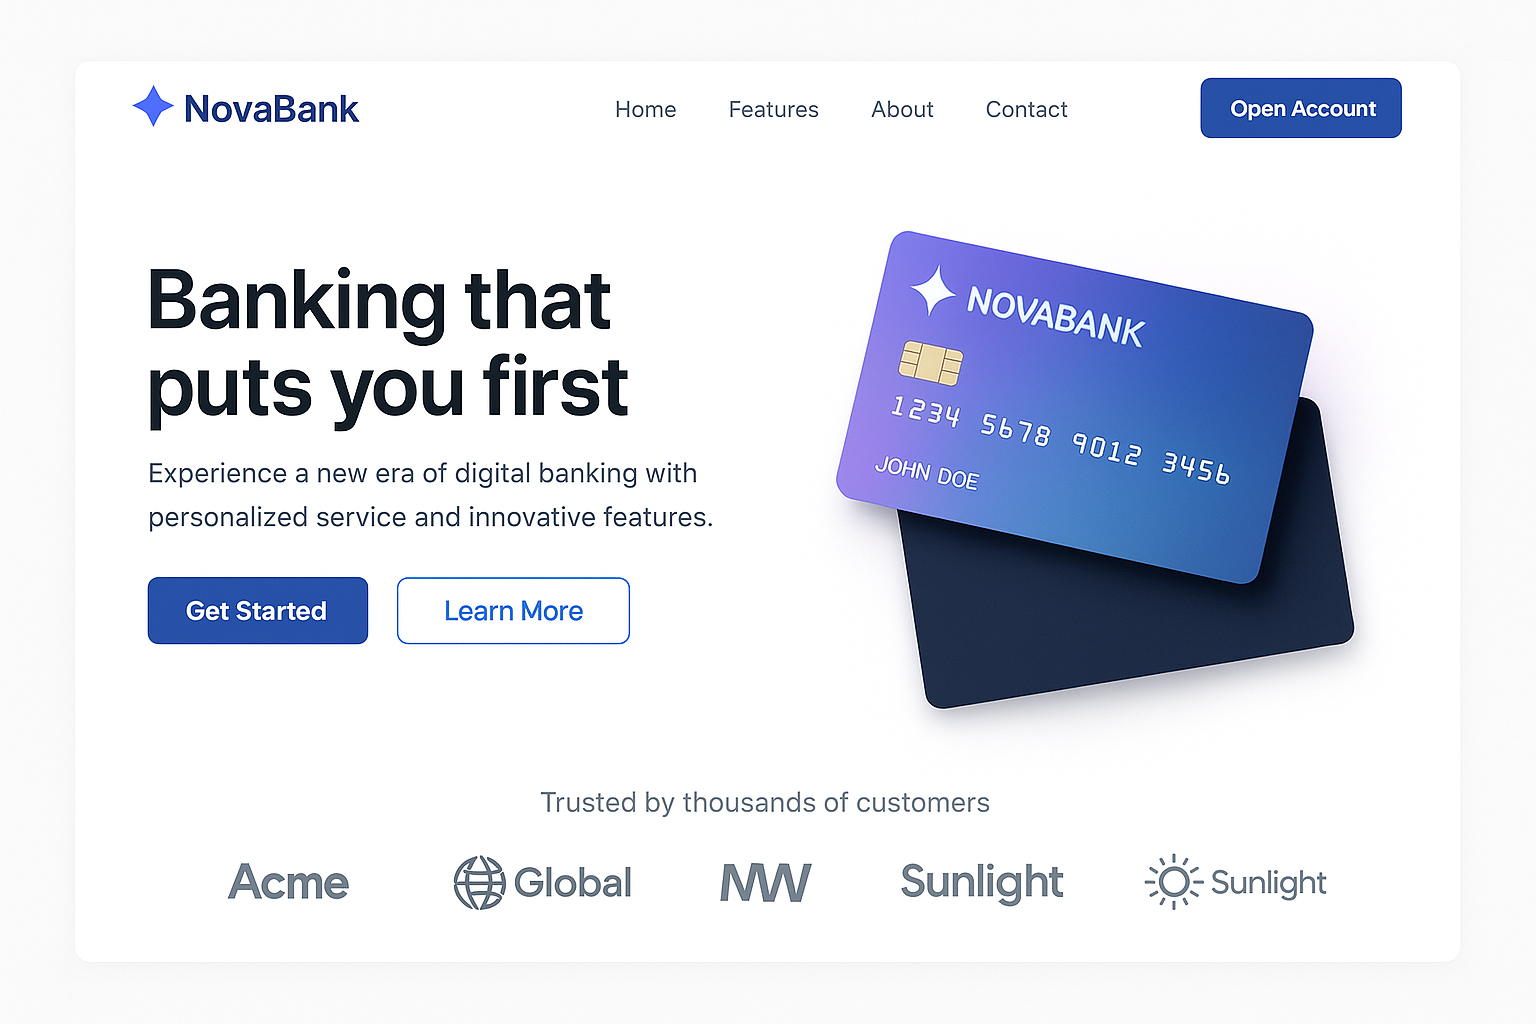 NovaBank
Home Features About Contact
Open Account
Banking that
puts you first
Experience a new era of digital banking with
personalized service and innovative features.
Get Started
Learn More
NOVABANK
1234 5678 9012 3456
JOHN DOE
Trusted by thousands of customers
Acme Global NW Sunlight Sunlight